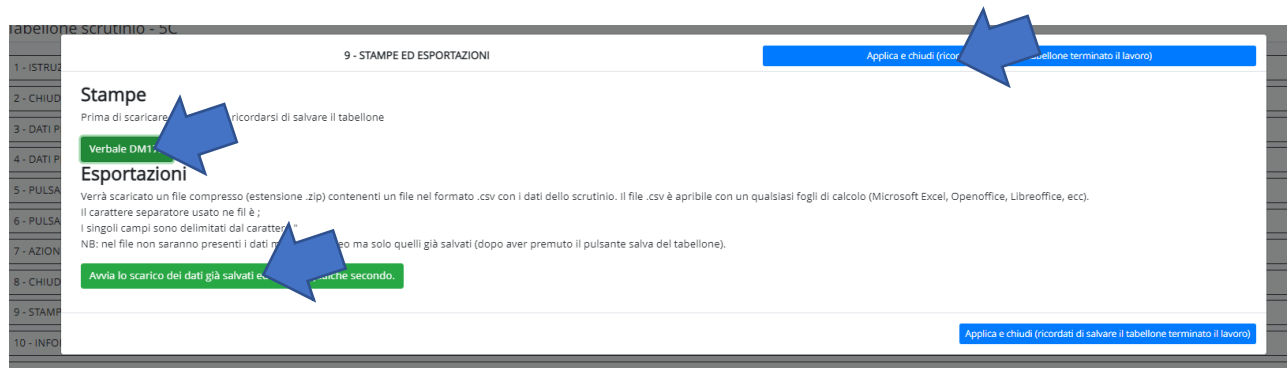 Tabellone scrutinio - 5C
1 - ISTRUZ
2 - CHIUD
3 - DATI P
4 - DATI P
5 - PULSA
6 - PULSA
7 - AZION
8 - CHIUD
9 - STAMP
10 - INFO
9 - STAMPE ED ESPORTAZIONI
Applica e chiudi (ricor tabellone terminato il lavoro)
Stampe
Prima di scaricare ricordarsi di salvare il tabellone
Verbale DM17
Esportazioni
Verrà scaricato un file compresso (estensione .zip) contenenti un file nel formato .csv con i dati dello scrutinio. Il file .csv è apribile con un qualsiasi fogli di calcolo (Microsoft Excel, Openoffice, Libreoffice, ecc).
Il carattere separatore usato ne fil è ;
I singoli campi sono delimitati dal carattere "
NB: nel file non saranno presenti i dati ma solo quelli già salvati (dopo aver premuto il pulsante salva del tabellone).
Avvia lo scarico dei dati già salvati qualche secondo.
Applica e chiudi (ricordati di salvare il tabellone terminato il lavoro)